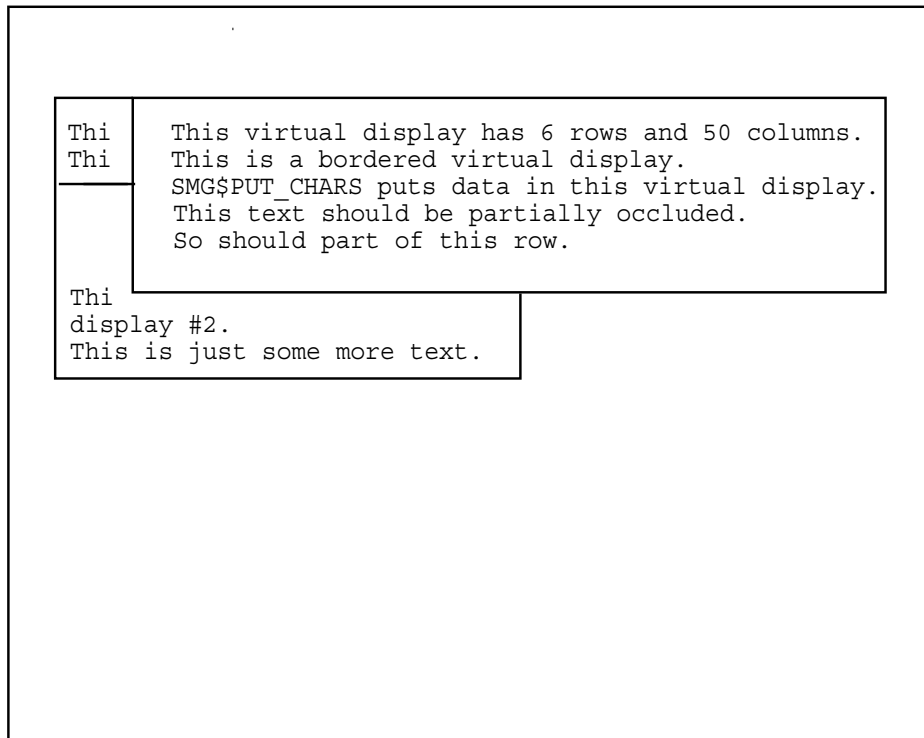 Thi This virtual display has 6 rows and 50 columns.
Thi This is a bordered virtual display.
SMG$PUT_CHARS puts data in this virtual display.
This text should be partially occluded.
So should part of this row.
Thi
display #2.
This is just some more text.